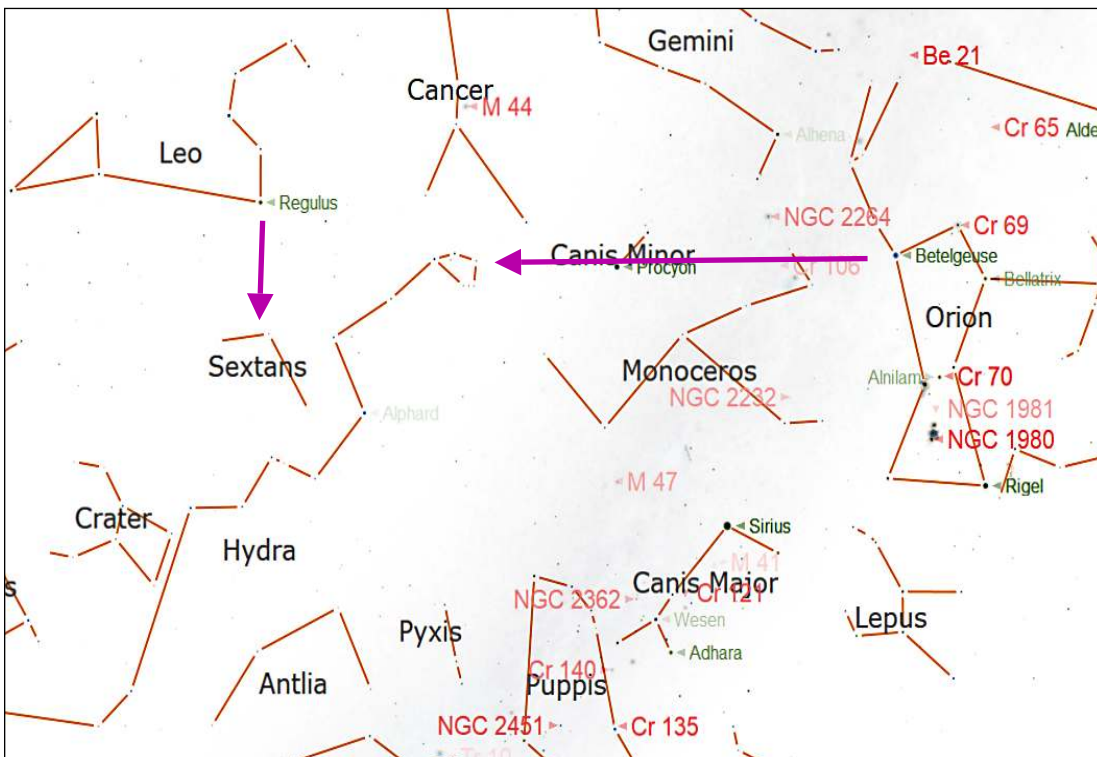 Gemini
Be 21
Cancer
M 44
Cr 65
Alde
Alhena
Leo
Regulus
NGC 2264
Cr 69
Canis Minor
Procyon
Cr 106
Betelgeuse
Bellatrix
Orion
Sextans
Monoceros
Alnilam
Cr 70
NGC 2232
NGC 1981
Alphard
NGC 1980
M 47
Rigel
Crater
Sirius
Hydra
M 41
Canis Major
s
NGC 2362
Cr 121
Wesen
Lepus
Pyxis
Adhara
Antlia
Cr 140
Puppis
NGC 2451
Cr 135